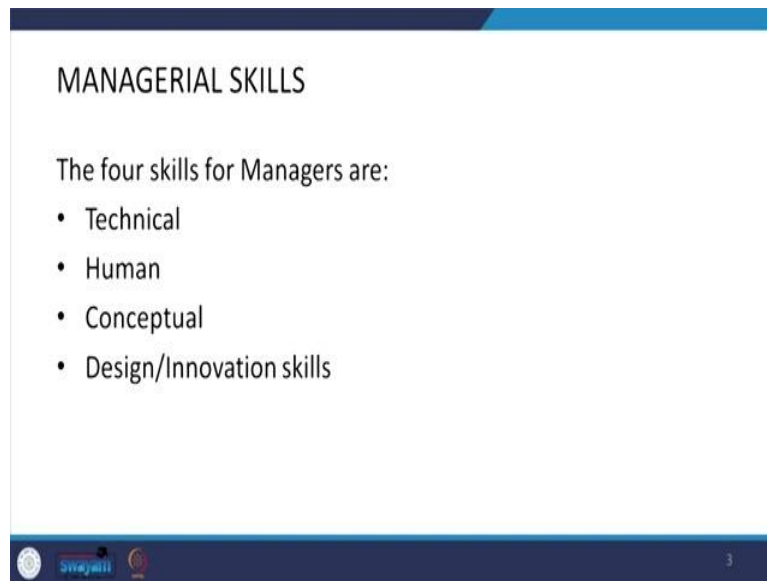 MANAGERIAL SKILLS
The four skills for Managers are:
• Technical
• Human
• Conceptual
• Design/Innovation skills
swayam
3